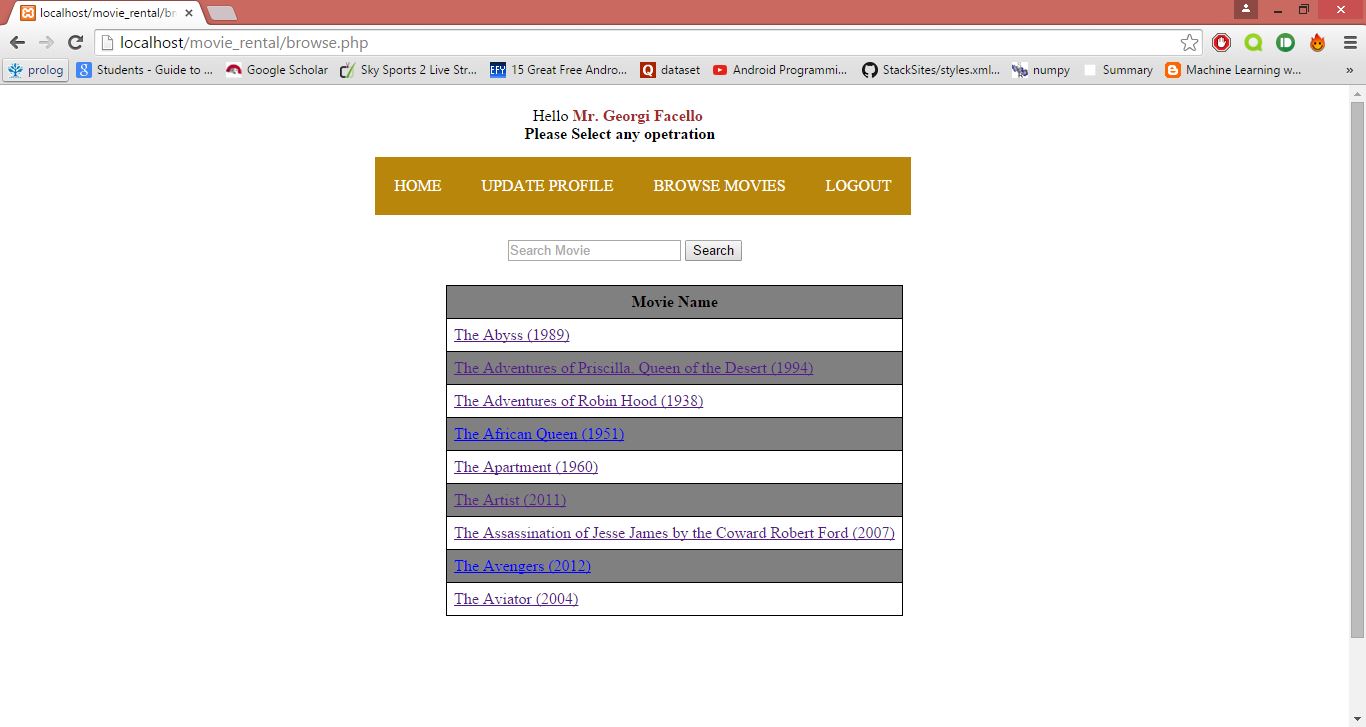 localhost/movie_rental/br
localhost/movie_rental/browse.php
prolog Students - Guide to ... Google Scholar Sky Sports 2 Live Str... EFY 15 Great Free Andro... Q dataset Android Programmi... StackSites/styles.xml... numpy Summary Machine Learning w... »
Hello Mr. Georgi Facello
Please Select any opetration
HOME UPDATE PROFILE BROWSE MOVIES LOGOUT
Search Movie Search
Movie Name
The Abyss (1989)
The Adventures of Priscilla, Queen of the Desert (1994)
The Adventures of Robin Hood (1938)
The African Queen (1951)
The Apartment (1960)
The Artist (2011)
The Assassination of Jesse James by the Coward Robert Ford (2007)
The Avengers (2012)
The Aviator (2004)